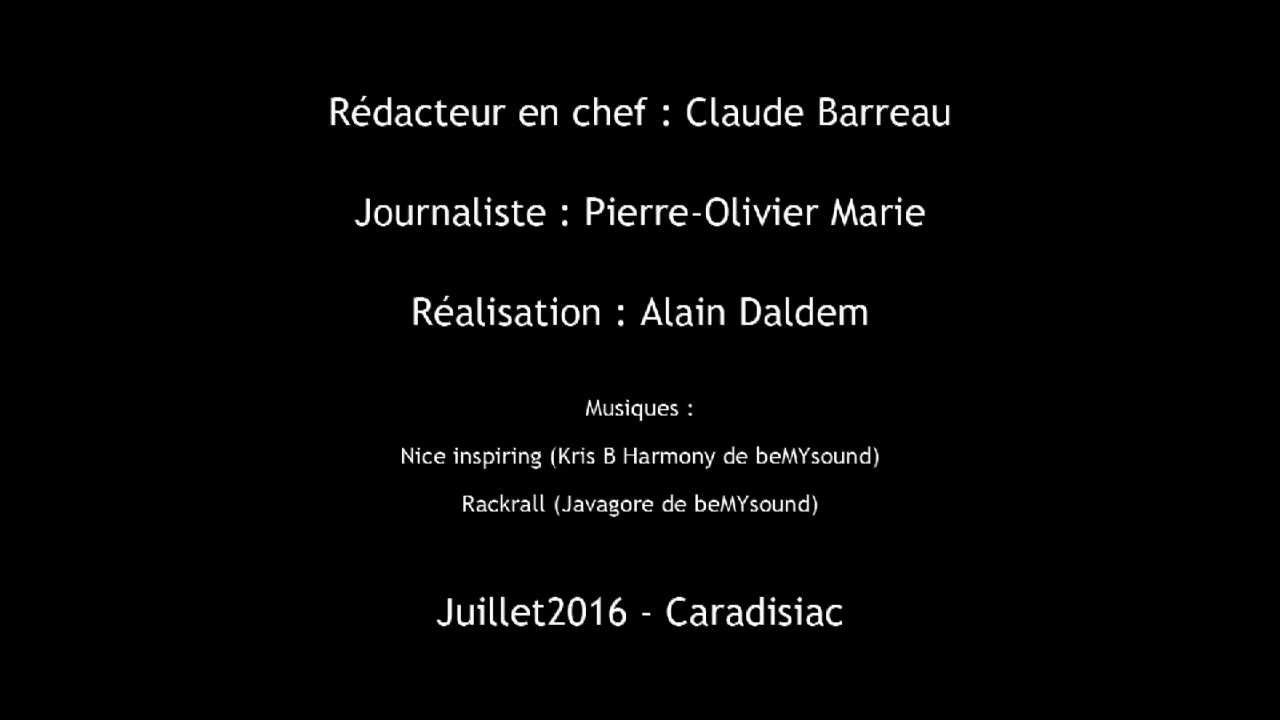 Rédacteur en chef : Claude Barreau
Journaliste : Pierre-Olivier Marie
Réalisation : Alain Daldem
Musiques :
Nice inspiring (Kris B Harmony de beMYsound)
Rackrall (Javagore de beMYsound)
Juillet2016 - Caradisiac